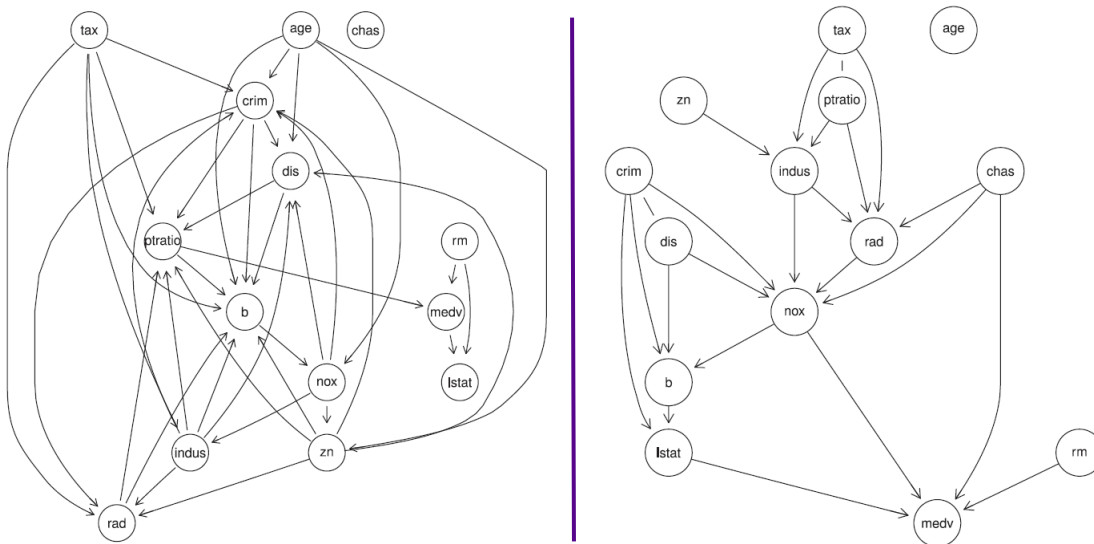 tax
age
chas
crim
dis
ptratio
rm
b
medv
nox
lstat
indus
zn
rad
tax
age
zn
ptratio
crim
indus
chas
dis
rad
nox
b
lstat
rm
medv